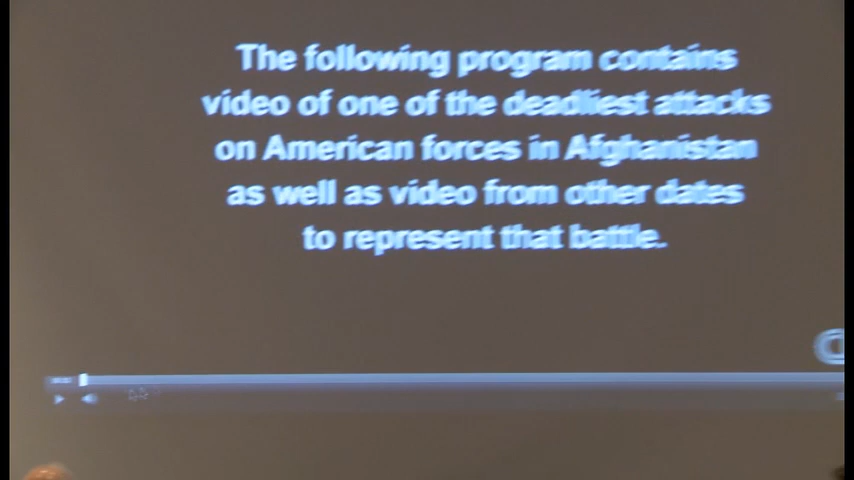 The following program contains
video of one of the deadliest attacks
on American forces in Afghanistan
as well as video from other dates
to represent that battle.